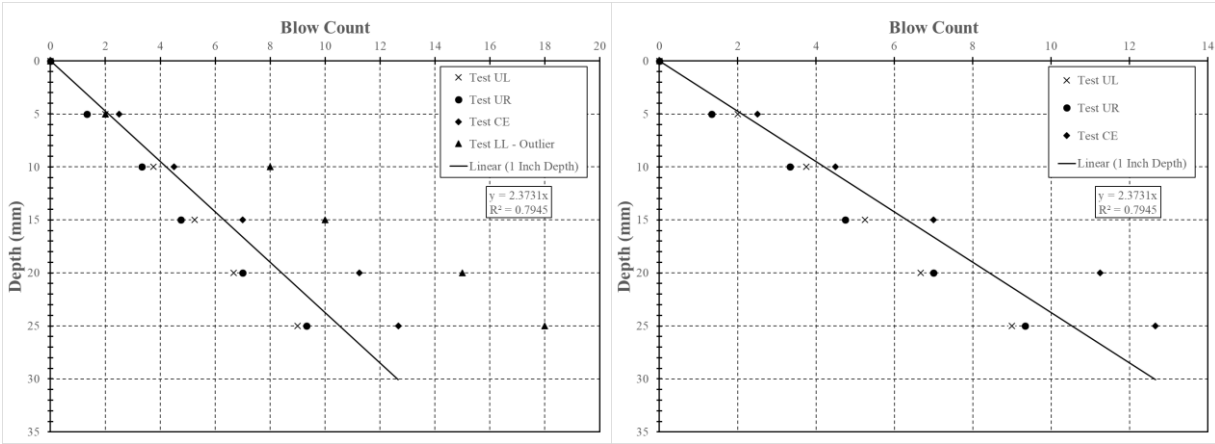 Blow Count
0 2 4 6 8 10 12 14 16 18 20
0
5
10
15
20
25
30
35
Depth (mm)
Test UL
Test UR
Test CE
Test LL - Outlier
Linear (1 Inch Depth)
y = 2.3731x
R² = 0.7945
Blow Count
0 2 4 6 8 10 12 14
0
5
10
15
20
25
30
35
Depth (mm)
Test UL
Test UR
Test CE
Linear (1 Inch Depth)
y = 2.3731x
R² = 0.7945